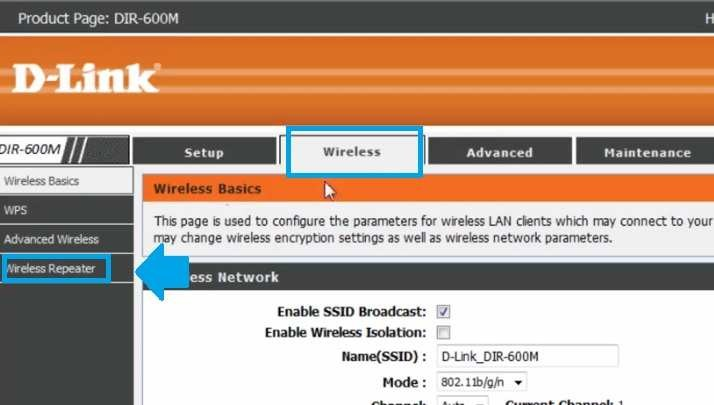 Product Page: DIR-600M
H
D-Link
DIR-600M
Setup
Wireless
Advanced
Maintenance
Wireless Basics
WPS
Advanced Wireless
Wireless Repeater
Wireless Basics
This page is used to configure the parameters for wireless LAN clients which may connect to your
may change wireless encryption settings as well as wireless network parameters.
ess Network
Enable SSID Broadcast:
Enable Wireless Isolation:
Name(SSID) : D-Link_DIR-600M
Mode : 802.11b/g/n
Channel: Auto Current Channel: 1